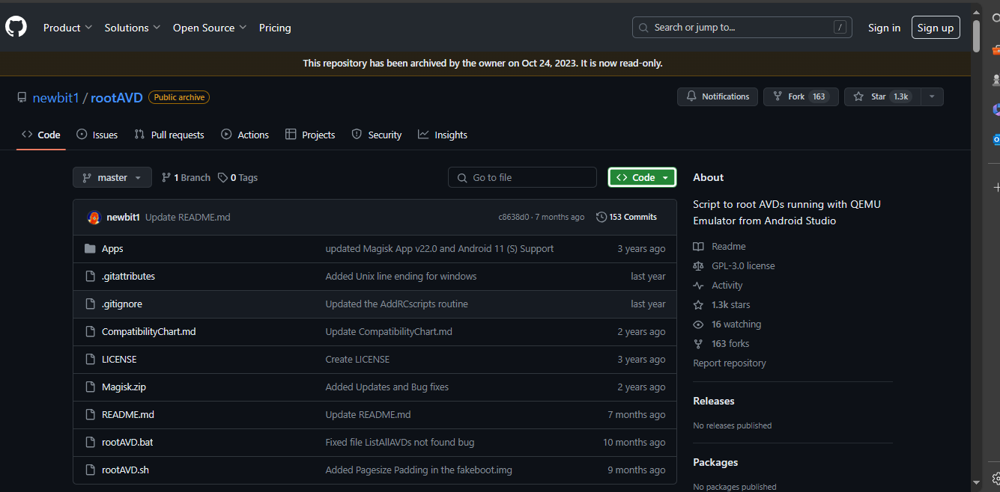 Product Solutions Open Source Pricing Search or jump to... / Sign in Sign up
This repository has been archived by the owner on Oct 24, 2023. It is now read-only.
newbit1 / rootAVD Public archive Notifications Fork 163 Star 1.3k
Code Issues Pull requests Actions Projects Security Insights
master 1 Branch 0 Tags Go to file Code
newbit1 Update README.md c8638d0 · 7 months ago 153 Commits
Apps updated Magisk App v22.0 and Android 11 (S) Support 3 years ago
.gitattributes Added Unix line ending for windows last year
.gitignore Updated the AddRCscripts routine last year
CompatibilityChart.md Update CompatibilityChart.md 2 years ago
LICENSE Create LICENSE 3 years ago
Magisk.zip Added Updates and Bug fixes 2 years ago
README.md Update README.md 7 months ago
rootAVD.bat Fixed file ListAllAVDs not found bug 10 months ago
rootAVD.sh Added Pagesize Padding in the fakeboot.img 9 months ago
About
Script to root AVDs running with QEMU
Emulator from Android Studio
Readme
GPL-3.0 license
Activity
1.3k stars
16 watching
163 forks
Report repository
Releases
No releases published
Packages
No packages published